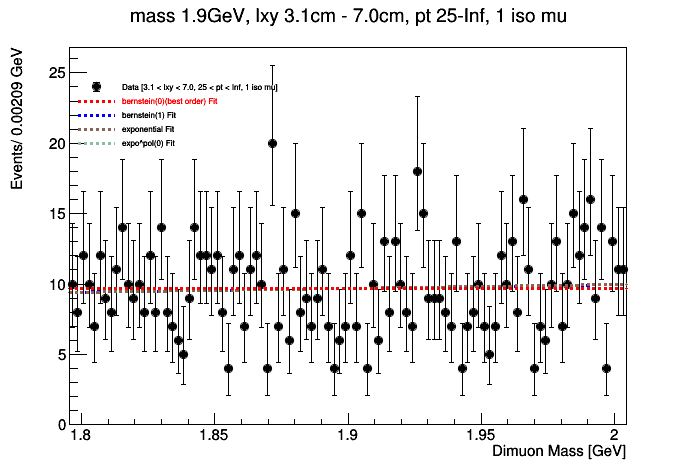 mass 1.9GeV, lxy 3.1cm - 7.0cm, pt 25-Inf, 1 iso mu
Events/ 0.00209 GeV
25
20
15
10
5
0
Data [3.1 < lxy < 7.0, 25 < pt < Inf, 1 iso mu]
bernstein(0)(best order) Fit
bernstein(1) Fit
exponential Fit
expo^pol(0) Fit
1.8 1.85 1.9 1.95 2
Dimuon Mass [GeV]